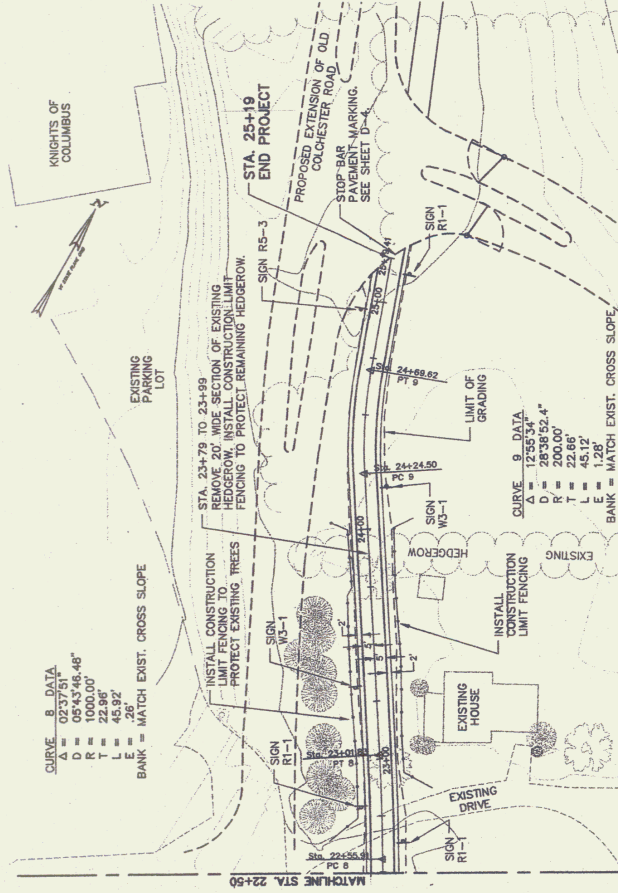 KNIGHTS OF
COLUMBUS
EXISTING
PARKING
LOT
CURVE 8 DATA
Δ = 02°37'51"
D = 05°43'46.48"
R = 1000.00'
T = 22.96'
L = 45.92'
E = .26'
BANK = MATCH EXIST. CROSS SLOPE
STA. 23+79 TO 23+99
REMOVE 20' WIDE SECTION OF EXISTING
HEDGEROW. INSTALL CONSTRUCTION LIMIT
FENCING TO PROTECT REMAINING HEDGEROW.
STA. 25+19
END PROJECT
PROPOSED EXTENSION OF OLD
COLCHESTER ROAD
STOP BAR
PAVEMENT MARKING.
SEE SHEET D-4.
SIGN R5-3
INSTALL CONSTRUCTION
LIMIT FENCING TO
PROTECT EXISTING TREES
SIGN
W3-1
SIGN
R1-1
MATCHLINE STA. 22+50
Sta. 22+55.91
PC 8
PT 8
23+00
2'
5'
5'
2'
24+00
Sta. 24+24.50
PC 9
Sta. 24+69.62
PT 9
25+00
SIGN
R1-1
LIMIT OF
GRADING
SIGN
W3-1
EXISTING
HEDGEROW
INSTALL
CONSTRUCTION
LIMIT FENCING
EXISTING
HOUSE
EXISTING
DRIVE
SIGN
R1-1
CURVE 9 DATA
Δ = 12°55'34"
D = 28°38'52.4"
R = 200.00'
T = 22.66'
L = 45.12'
E = 1.28'
BANK = MATCH EXIST. CROSS SLOPE